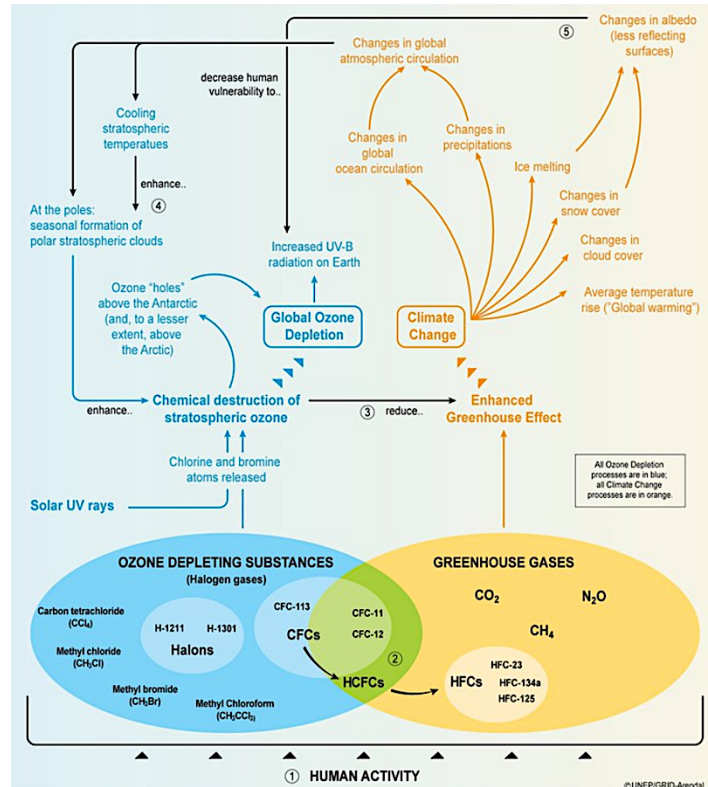 ⑤
Changes in albedo
(less reflecting
surfaces)
Changes in global
atmospheric circulation
decrease human
vulnerability to..
Cooling
stratospheric
temperatues
Changes in
global
ocean circulation
Changes in
precipitations
Ice melting
enhance..
④
At the poles:
seasonal formation of
polar stratospheric clouds
Changes in
snow cover
Increased UV-B
radiation on Earth
Changes in
cloud cover
Ozone "holes"
above the Antarctic
(and, to a lesser
extent, above
the Arctic)
Global Ozone
Depletion
Climate
Change
Average temperature
rise ("Global warming")
enhance..
Chemical destruction of
stratospheric ozone
③
reduce..
Enhanced
Greenhouse Effect
Chlorine and bromine
atoms released
All Ozone Depletion
processes are in blue;
all Climate Change
processes are in orange.
Solar UV rays
OZONE DEPLETING SUBSTANCES
(Halogen gases)
GREENHOUSE GASES
Carbon tetrachloride
(CCl₄)
H-1211
H-1301
Halons
CFC-113
CFCs
CFC-11
CFC-12
CO₂
N₂O
CH₄
Methyl chloride
(CH₃Cl)
②
HCFCs
HFCs
HFC-23
HFC-134a
HFC-125
Methyl bromide
(CH₃Br)
Methyl Chloroform
(CH₃CCl₃)
① HUMAN ACTIVITY
©UNEP/GRID-Arendal